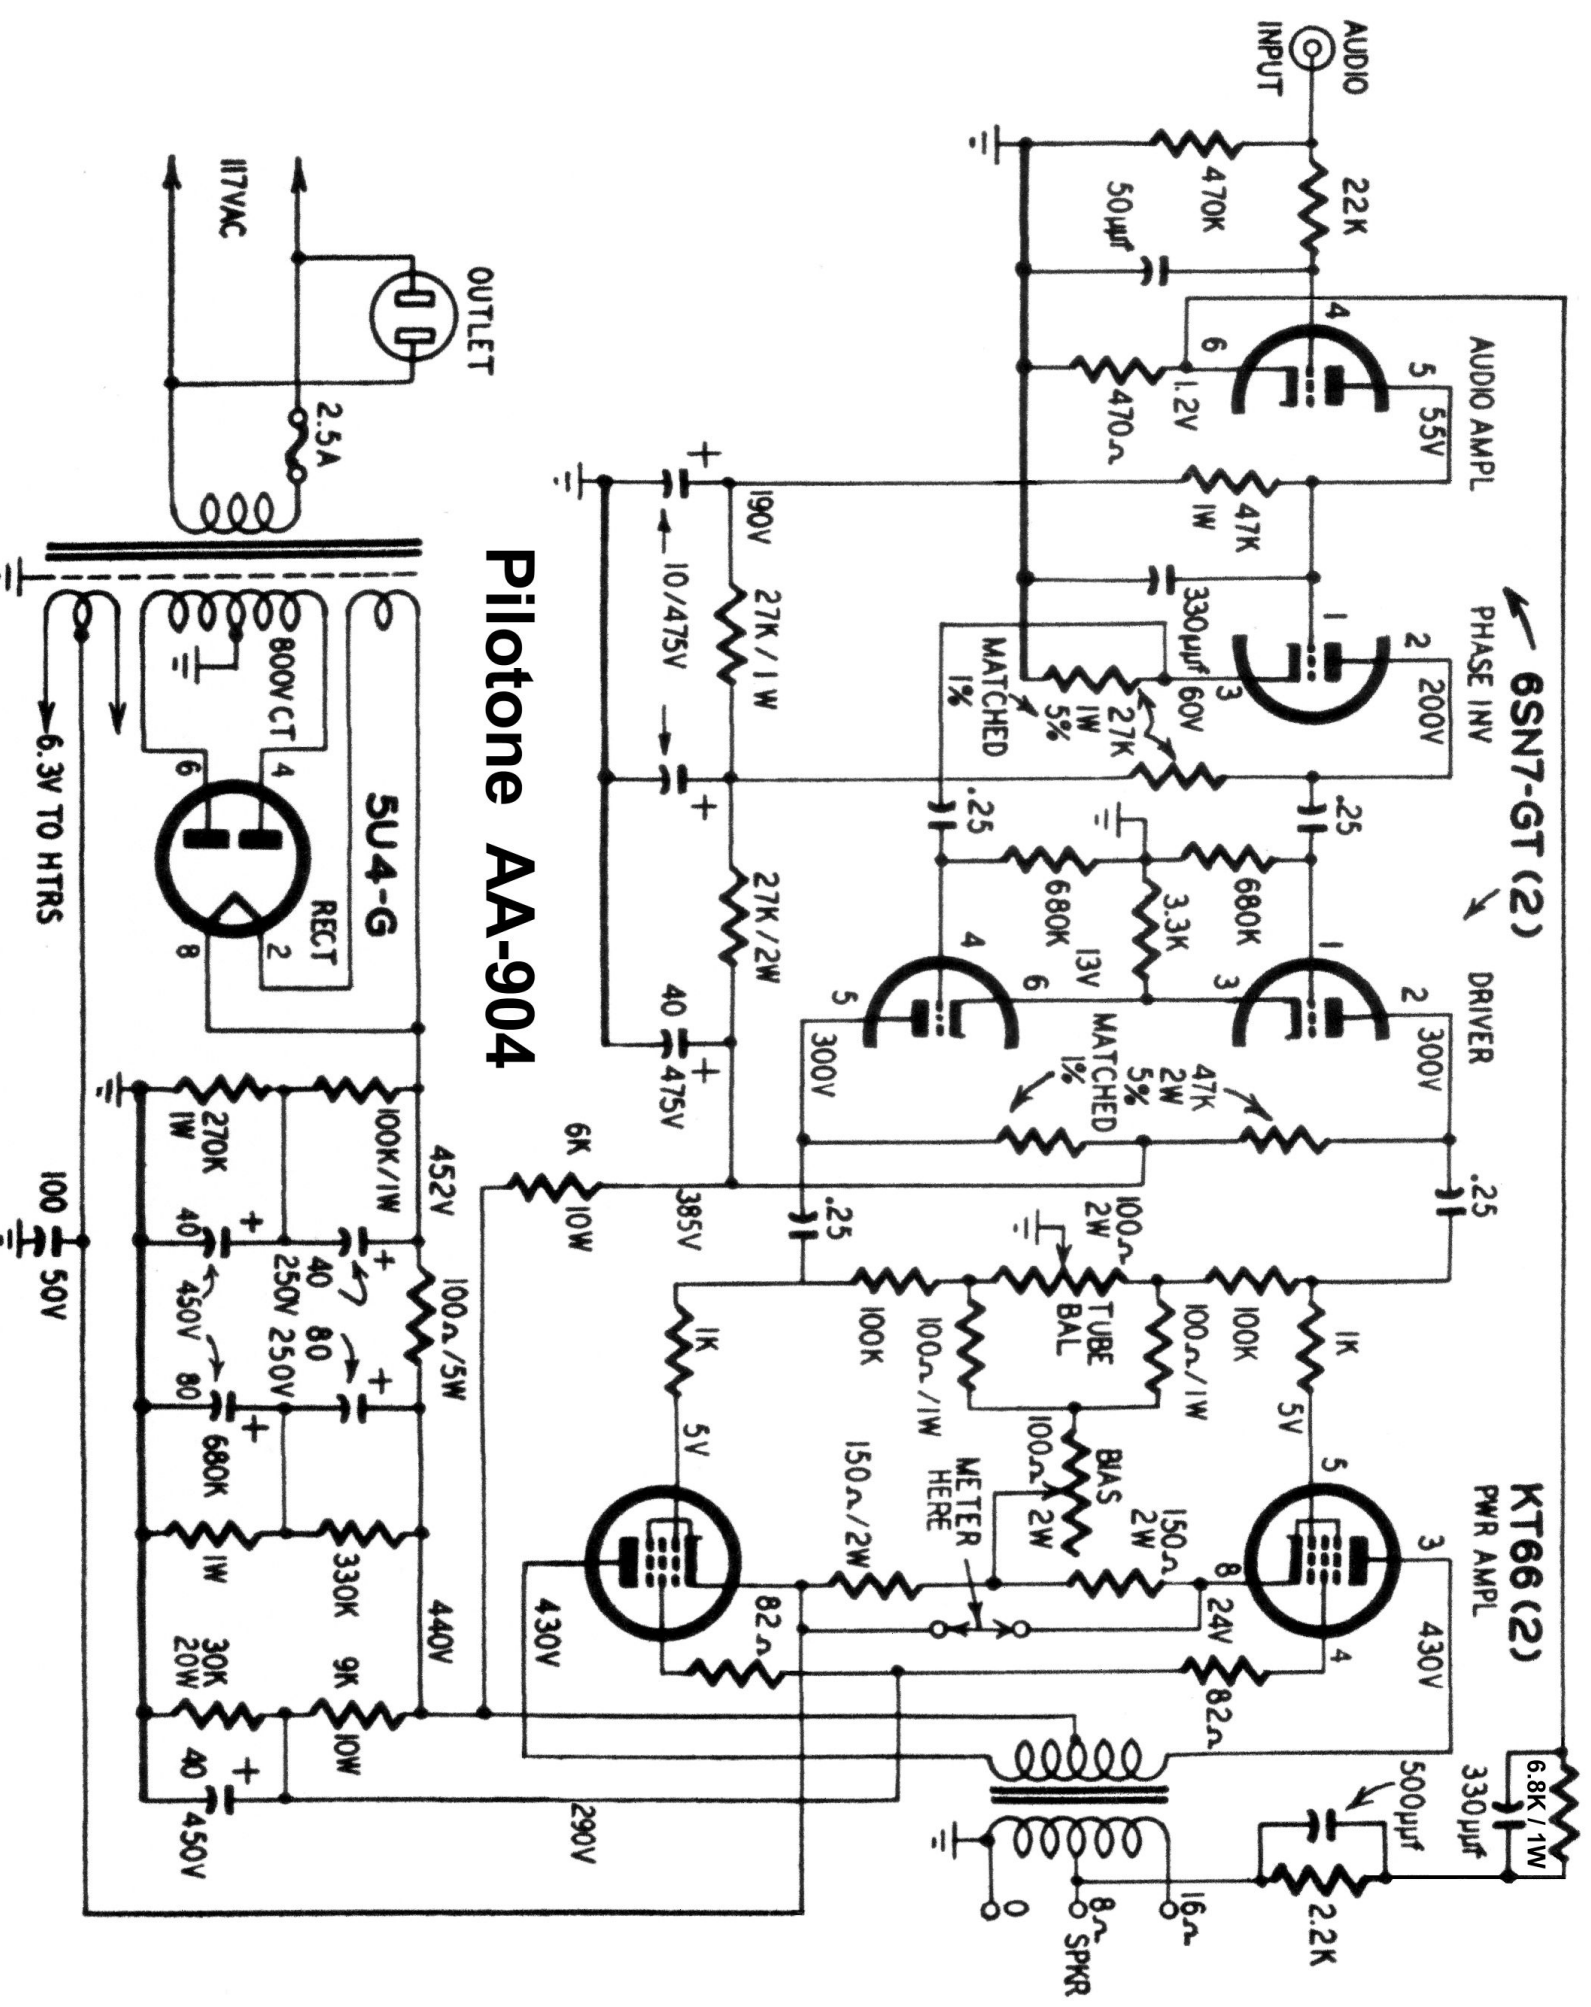 AUDIO
INPUT
22K
470K
50µµf
AUDIO AMPL
4
5
5.5V
6
1.2V
470Ω
47K
1W
190V
330µµf
← 6SN7-GT (2) →
PHASE INV
1
2
200V
3
60V
27K
1W
5%
MATCHED
1%
10/475V
27K/1W
.25
.25
680K
680K
3.3K
13V
DRIVER
1
2
300V
3
4
6
5
300V
27K/2W
40
475V
47K
2W
5%
MATCHED
1%
6K
10W
385V
.25
.25
100Ω
2W
TUBE
BAL
100K
100K
100Ω/1W
100Ω/1W
1K
1K
5V
5V
BIAS
100Ω
2W
METER
HERE
150Ω
2W
150Ω/2W
KT66 (2)
PWR AMPL
5
3
430V
8
24V
4
82Ω
82Ω
430V
6.8K / 1W
330µµf
500µµf
2.2K
16Ω
8Ω
0
SPKR
Pilotone AA-904
OUTLET
117VAC
2.5A
800VCT
6.3V TO HTRS
5U4-G
RECT
4
6
2
8
452V
100K/1W
270K
1W
100Ω/5W
40
250V
40
450V
80
250V
80
100
50V
440V
330K
680K
1W
9K
10W
30K
20W
40
450V
290V